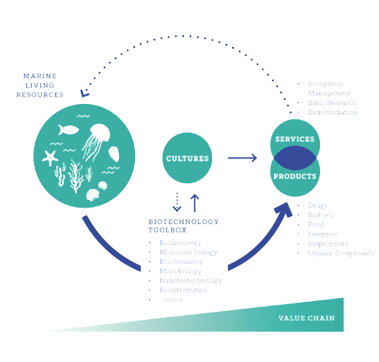 MARINE
LIVING
RESOURCES
CULTURES
BIOTECHNOLOGY
TOOLBOX
• Biodiscovery
• Molecular biology
• Biochemistry
• Microbiology
• Nanobiotechnology
• Bioinformatics
• Ecosystem
Management
• Basic Research
• Bioremediation
SERVICES
PRODUCTS
• Drugs
• Biofuels
• Food
• Enzymes
• Biopolymers
• Organic Compounds
VALUE CHAIN